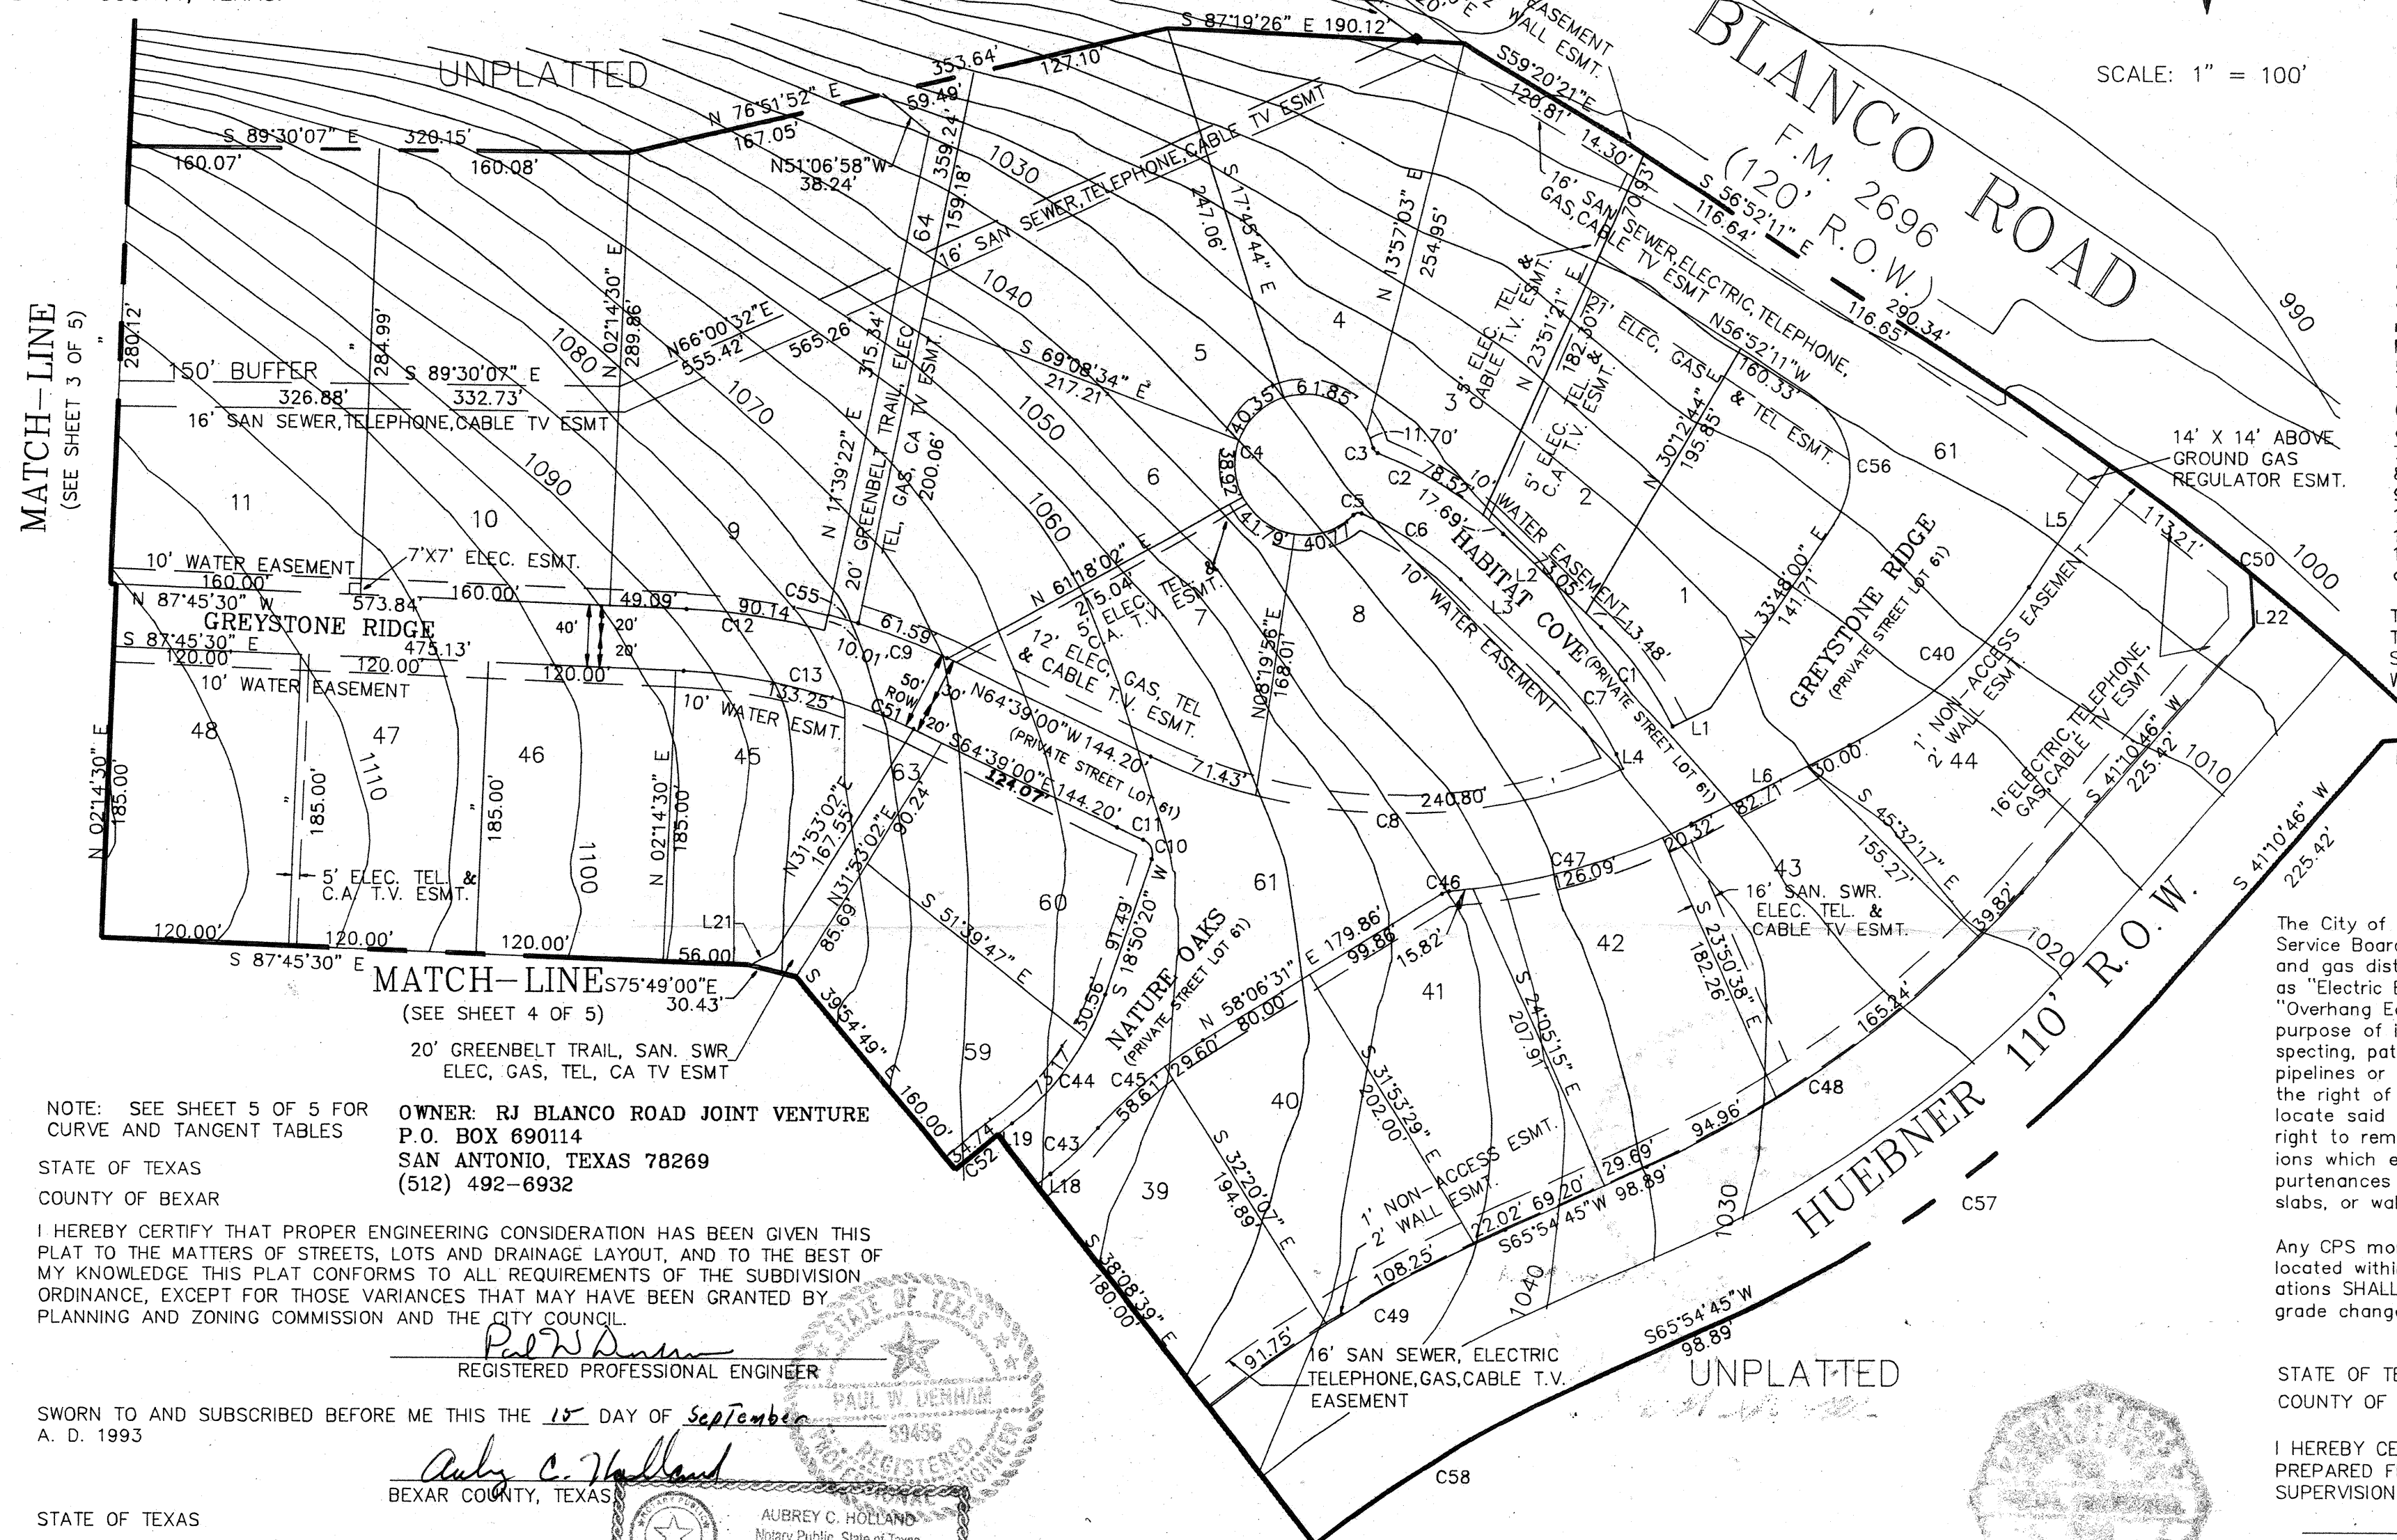 UNPLATTED
S 87°19'26" E 190.12'
353.64'
127.10'
59.49'
N 76°51'52" E
167.05'
N51°06'58"W
38.24'
S 89°30'07" E
320.15'
160.07'
160.08'
BLANCO ROAD
F.M. 2696
(120' R.O.W.)
SCALE: 1" = 100'
EASEMENT
WALL ESMT.
S59°20'21"E
120.81'
14.30'
70.93'
S 56°52'11" E
116.64'
290.34'
116.65'
16' SAN SEWER,ELECTRIC,TELEPHONE,
GAS,CABLE TV ESMT
N56°52'11"W
160.33'
21' ELEC, GAS & TEL ESMT.
990
1000
MATCH-LINE
(SEE SHEET 3 OF 5)
280.12'
"
284.99'
"
N 02°14'30" E
289.86'
150' BUFFER
S 89°30'07" E
326.88'
332.73'
16' SAN SEWER,TELEPHONE,CABLE TV ESMT
N66°00'32"E
555.42'
565.26'
16' SAN SEWER,TELEPHONE,CABLE TV ESMT
359.24'
159.18'
64
315.34'
N 11°39'22" E
20' GREENBELT TRAIL, ELEC
TEL, GAS, CA TV ESMT.
200.06'
1030
1040
1050
1060
1070
1080
1090
S 17°45'44" E
247.06'
N 13°57'03" E
254.95'
S 69°08'34" E
217.21'
4
5
6
3
2
1
7
8
9
10
11
61
40.35'
61.85'
38.92
41.79'
40.77'
11.70'
C4
C3
C2
C5
C6
78.52'
17.69'
10' WATER EASEMENT
73.05'
13.48'
5' ELEC. TEL. &
CABLE T.V. ESMT.
N 23°51'21" E
182.30'
5' ELEC. TEL. &
C.A. T.V. ESMT.
N 30°12'44" E
195.85'
C56
HABITAT COVE
(PRIVATE STREET LOT 61)
L2
L3
10' WATER EASEMENT
C1
C7
L1
L4
N 33°48'00" E
141.71'
GREYSTONE RIDGE
(PRIVATE STREET LOT 61)
C40
L5
14' X 14' ABOVE
GROUND GAS
REGULATOR ESMT.
113.21'
C50
L22
1' NON-ACCESS EASEMENT
2' WALL ESMT.
16'ELECTRIC,TELEPHONE,
GAS,CABLE TV ESMT
S 41°10'46" W
225.42'
1010
S 41°10'46" W
225.42'
10' WATER EASEMENT
7'X7' ELEC. ESMT.
160.00'
N 87°45'30" W
573.84'
160.00'
49.09'
90.14'
C55
C12
61.59'
10.01'
C9
GREYSTONE RIDGE
S 87°45'30" E
475.13'
120.00'
120.00'
120.00'
40'
20'
20'
C13
133.25'
10' WATER EASEMENT
10' WATER ESMT.
50'
ROW
30'
20'
C51
N 61°18'02" E
215.04'
5' ELEC. TEL. &
C.A. T.V. ESMT.
12' ELEC, GAS, TEL
& CABLE T.V. ESMT.
N64°39'00"W 144.20'
(PRIVATE STREET LOT 61)
S64°39'00"E 144.20'
124.07'
71.43'
N08°19'56"E
168.01'
240.80'
C8
C11
C10
N 02°14'30" E
185.00'
48
47
46
45
63
1110
1100
185.00'
"
185.00'
"
N 02°14'30" E
185.00'
5' ELEC. TEL. &
C.A. T.V. ESMT.
120.00'
120.00'
120.00'
56.00'
S 87°45'30" E
L21
MATCH-LINE
(SEE SHEET 4 OF 5)
S75°49'00"E
30.43'
N31°53'02"E
167.55'
N31°53'02"E
90.24'
85.69'
20' GREENBELT TRAIL, SAN. SWR
ELEC, GAS, TEL, CA TV ESMT
S 51°39'47" E
60
59
61
91.49'
S 18°50'20" W
30.56'
NATURE OAKS
(PRIVATE STREET LOT 61)
S 39°54'49" E
160.00'
34.74'
C52
L19
L18
C43
C44
C45
58.61'
29.60'
N 58°06'31" E 179.86'
80.00'
99.86'
15.82'
C46
C47
126.09'
20.32'
82.71'
L6
50.00'
44
43
42
41
40
39
S 45°32'17" E
155.27'
16' SAN. SWR.
ELEC. TEL. &
CABLE TV ESMT.
S 23°50'38" E
182.26'
S 24°05'15" E
207.91'
S 31°53'29" E
202.00'
S 32°20'07" E
194.89'
39.82'
165.24'
C48
94.96'
29.69'
69.20'
22.02'
S65°54'45"W 98.89'
108.25'
C49
91.75'
1' NON-ACCESS ESMT.
2' WALL ESMT.
S 38°08'39" E
180.00'
1020
1030
1040
HUEBNER 110' R. O. W.
C57
C58
S65°54'45"W
98.89'
UNPLATTED
16' SAN SEWER, ELECTRIC
TELEPHONE,GAS,CABLE T.V.
EASEMENT
NOTE: SEE SHEET 5 OF 5 FOR
CURVE AND TANGENT TABLES
OWNER: RJ BLANCO ROAD JOINT VENTURE
P.O. BOX 690114
SAN ANTONIO, TEXAS 78269
(512) 492-6932
STATE OF TEXAS
COUNTY OF BEXAR
I HEREBY CERTIFY THAT PROPER ENGINEERING CONSIDERATION HAS BEEN GIVEN THIS
PLAT TO THE MATTERS OF STREETS, LOTS AND DRAINAGE LAYOUT, AND TO THE BEST OF
MY KNOWLEDGE THIS PLAT CONFORMS TO ALL REQUIREMENTS OF THE SUBDIVISION
ORDINANCE, EXCEPT FOR THOSE VARIANCES THAT MAY HAVE BEEN GRANTED BY
PLANNING AND ZONING COMMISSION AND THE CITY COUNCIL.
REGISTERED PROFESSIONAL ENGINEER
STATE OF TEXAS
PAUL W. DENHAM
59456
REGISTERED
SWORN TO AND SUBSCRIBED BEFORE ME THIS THE 15 DAY OF September
A. D. 1993
Aubrey C. Holland
BEXAR COUNTY, TEXAS
AUBREY C. HOLLAND
Notary Public, State of Texas
STATE OF TEXAS
The City of
Service Board
and gas dist
as "Electric
"Overhang
purpose of
specting, pat
pipelines or
the right of
locate said
right to rem
ions which
purtenances
slabs, or wal
Any CPS mo
located withi
ations SHALL
grade change
STATE OF
COUNTY OF
I HEREBY CE
PREPARED
SUPERVISION